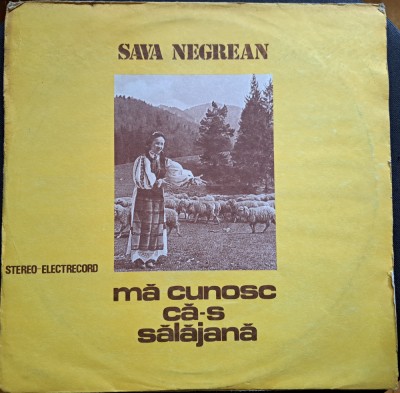 SAVA NEGREAN
STEREO-ELECTRECORD
mă cunosc
că-s
sălăjană